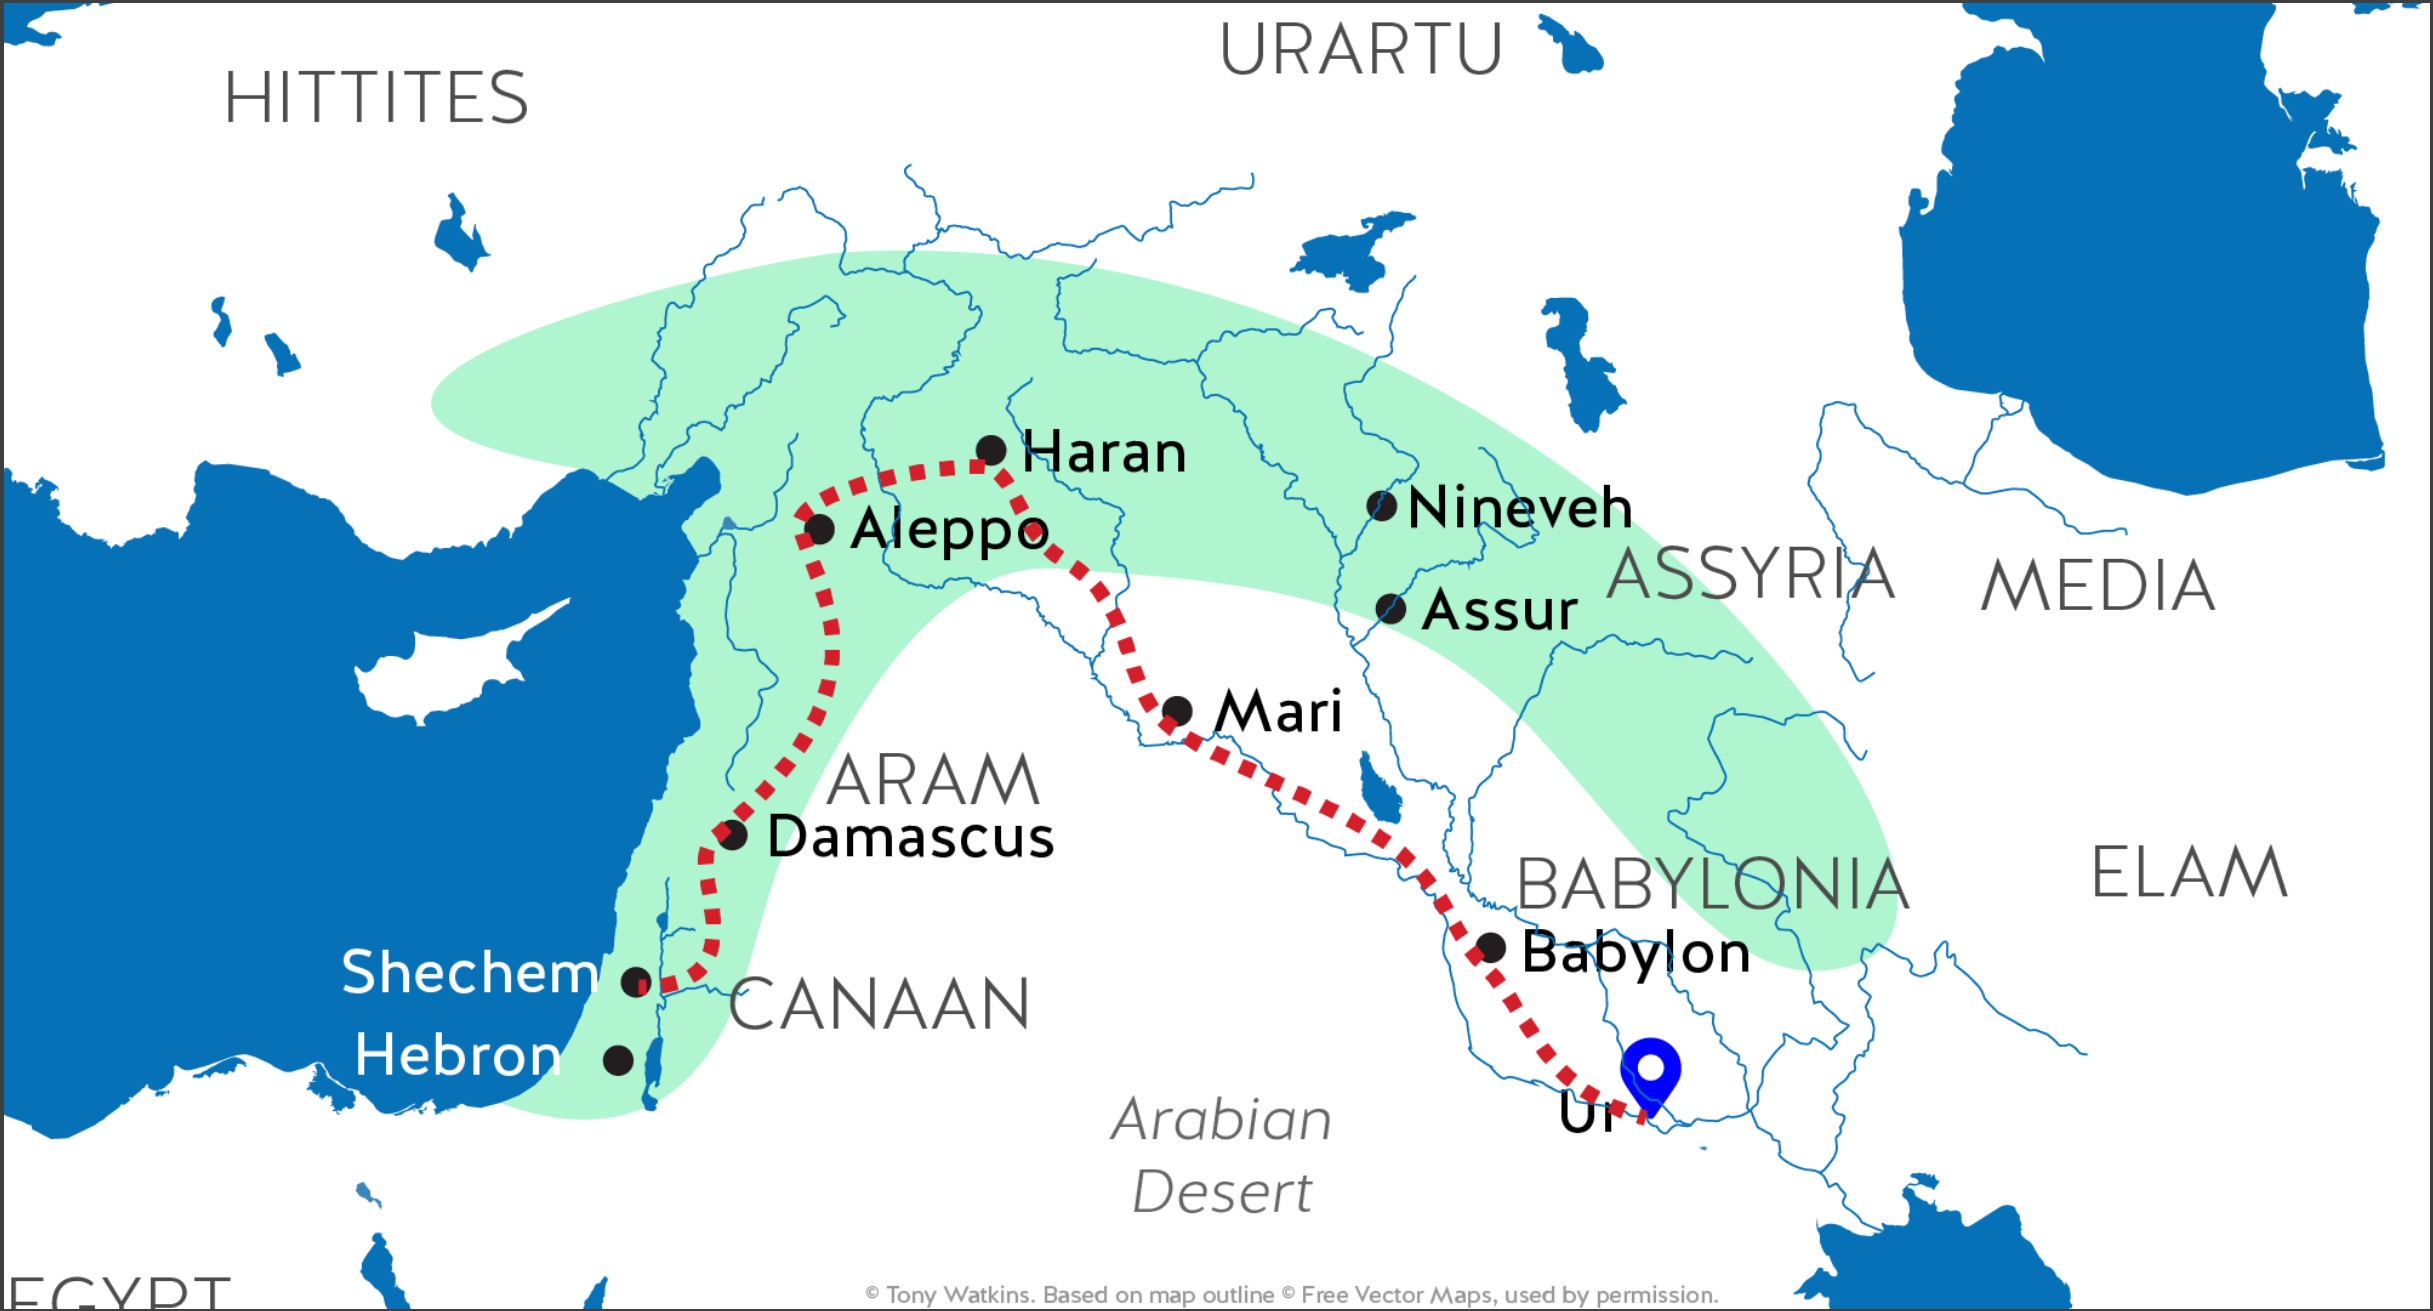 URARTU
HITTITES
Haran
Nineveh
Aleppo
ASSYRIA
MEDIA
Assur
Mari
ARAM
Damascus
BABYLONIA
ELAM
Babylon
Shechem
CANAAN
Hebron
Ur
Arabian
Desert
EGYPT
© Tony Watkins. Based on map outline © Free Vector Maps, used by permission.